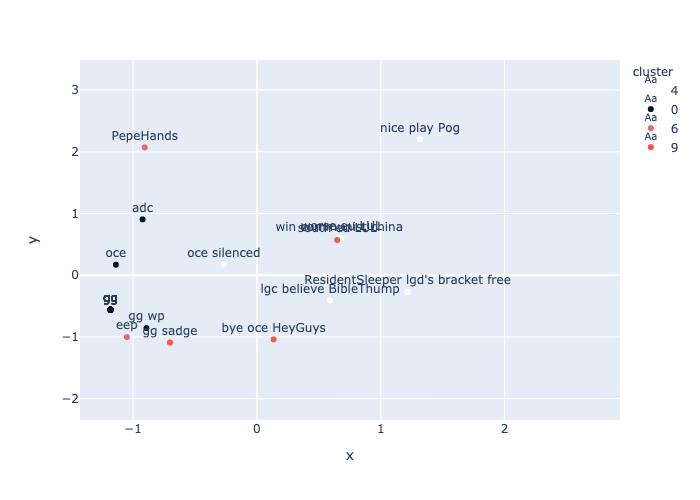 cluster
Aa
4
Aa
0
Aa
6
Aa
9
3
nice play Pog
PepeHands
2
adc
1
win
china
oce
oce silenced
0
ResidentSleeper lgd's bracket free
lgc believe BibleThump
gg
gg wp
eep
gg sadge
bye oce HeyGuys
−1
−2
−1
0
1
2
x
y